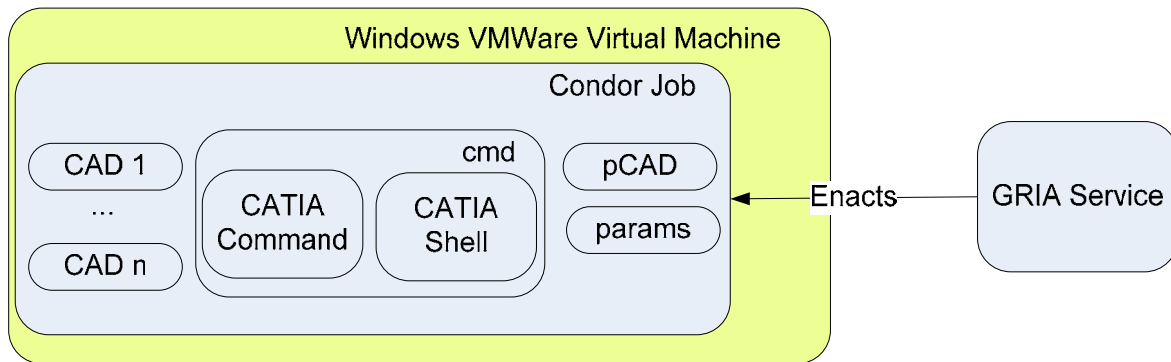 Windows VMWare Virtual Machine
Condor Job
CAD 1
...
CAD n
cmd
CATIA
Command
CATIA
Shell
pCAD
params
Enacts
GRIA Service